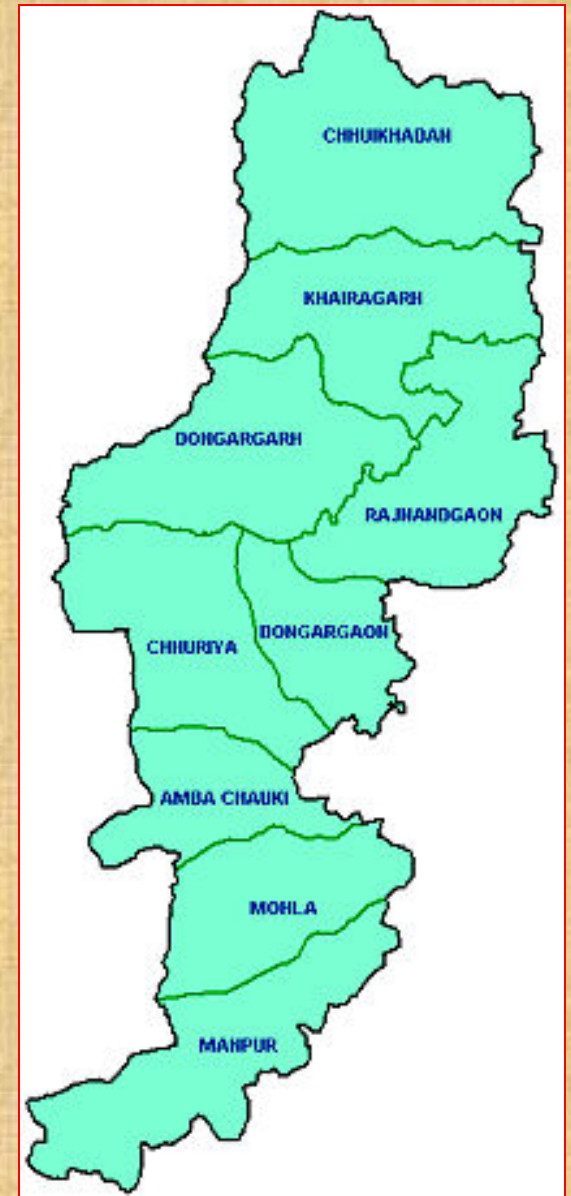 CHHUIKHADAN
KHAIRAGARH
DONGARGARH
RAJNANDGAON
DONGARGAON
CHHURIYA
AMBA CHAUKI
MOHLA
MANPUR